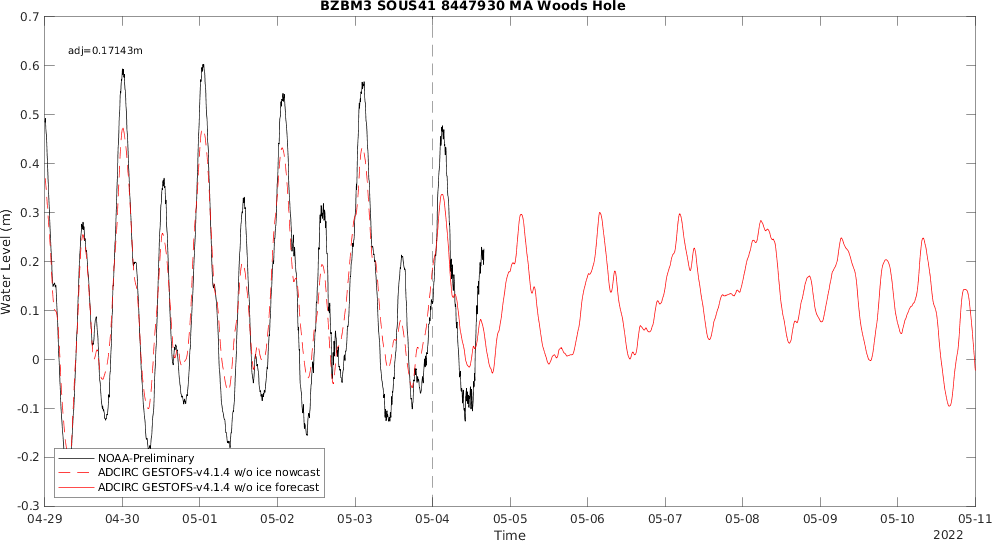 BZBM3 SOUS41 8447930 MA Woods Hole
adj=0.17143m
Water Level (m)
0.7
0.6
0.5
0.4
0.3
0.2
0.1
0
-0.1
-0.2
-0.3
NOAA-Preliminary
ADCIRC GESTOFS-v4.1.4 w/o ice nowcast
ADCIRC GESTOFS-v4.1.4 w/o ice forecast
04-29 04-30 05-01 05-02 05-03 05-04 05-05 05-06 05-07 05-08 05-09 05-10 05-11
Time
2022